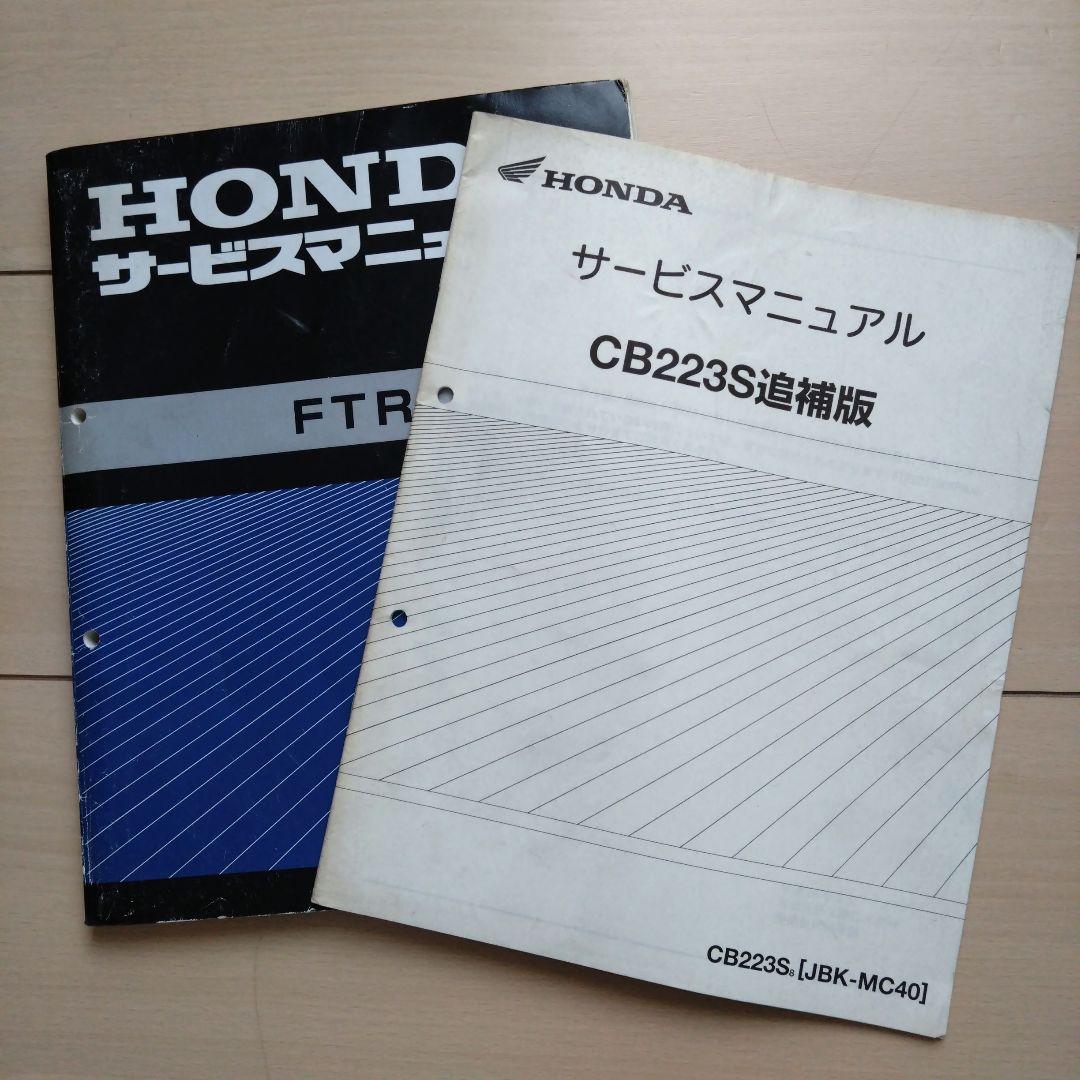 HOND
サービスマニュ
FTR
HONDA
サービスマニュアル
CB223S追補版
CB223S8 [JBK-MC40]